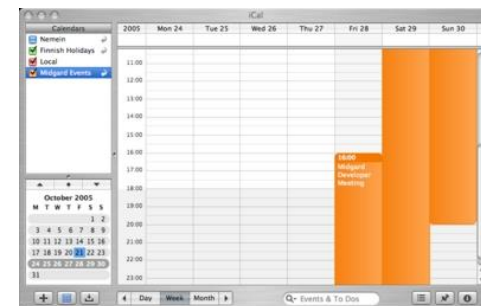 iCal
Calendars
Nemein
Finnish Holidays
Local
Midgard Events
2005 Mon 24 Tue 25 Wed 26 Thu 27 Fri 28 Sat 29 Sun 30
11:00
12:00
13:00
14:00
15:00
16:00
17:00
18:00
19:00
20:00
21:00
22:00
23:00
16:00
Midgard
Developer
Meeting
October 2005
M T W T F S S
1 2
3 4 5 6 7 8 9
10 11 12 13 14 15 16
17 18 19 20 21 22 23
24 25 26 27 28 29 30
31
Day Week Month
Events & To Dos